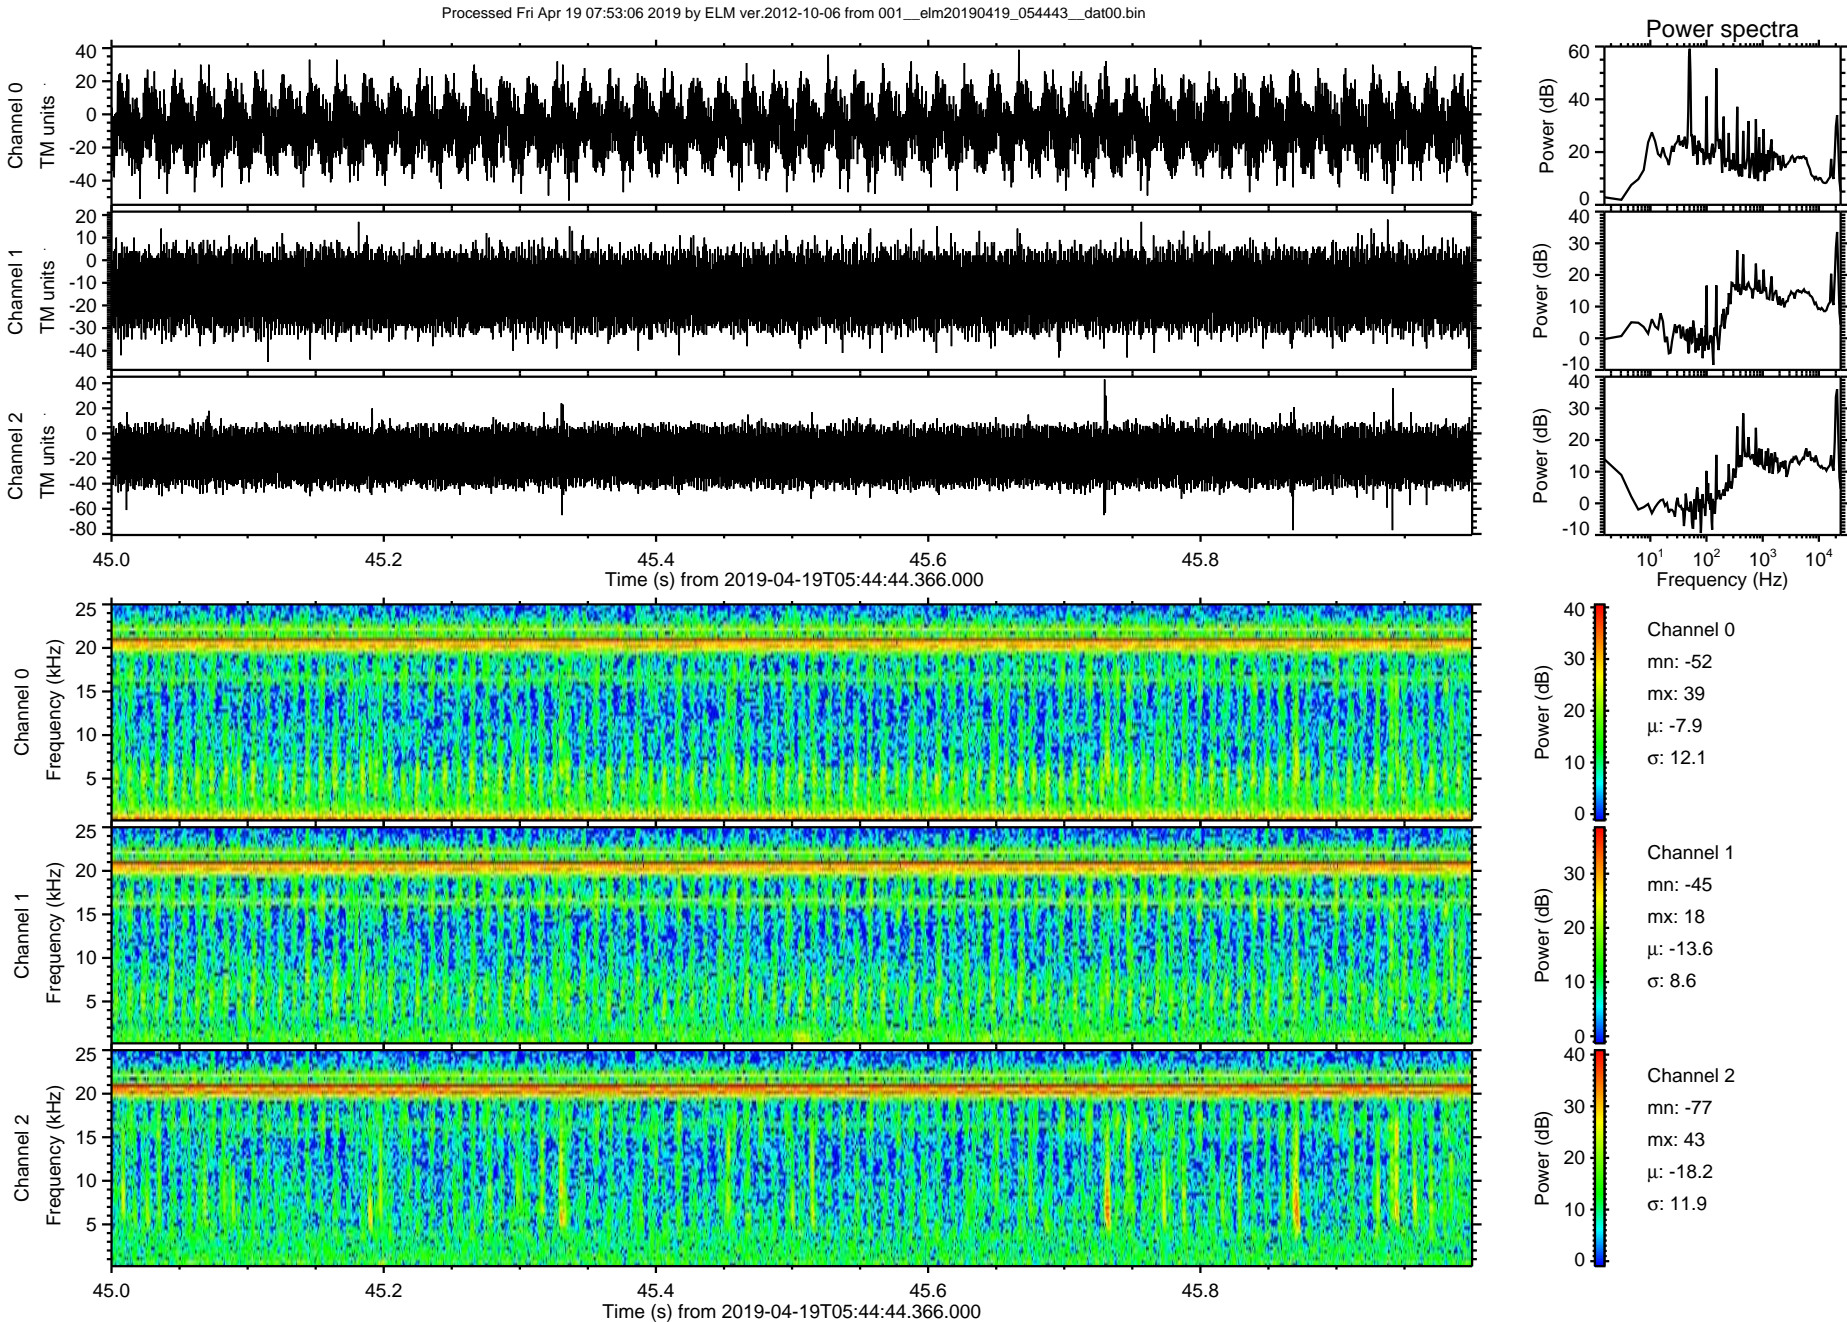 Processed Fri Apr 19 07:53:06 2019 by ELM ver.2012-10-06 from 001__elm20190419_054443__dat00.bin
Power spectra
Channel 0
TM units
40
20
0
-20
-40
Power (dB)
60
40
20
0
Channel 1
TM units
20
10
0
-10
-20
-30
-40
Power (dB)
40
30
20
10
0
-10
Channel 2
TM units
40
20
0
-20
-40
-60
-80
Power (dB)
40
30
20
10
0
-10
45.0 45.2 45.4 45.6 45.8
Time (s) from 2019-04-19T05:44:44.366.000
10¹ 10² 10³ 10⁴
Frequency (Hz)
Channel 0
Frequency (kHz)
25
20
15
10
5
Power (dB)
40
30
20
10
0
Channel 0
mn: -52
mx: 39
μ: -7.9
σ: 12.1
Channel 1
Frequency (kHz)
25
20
15
10
5
Power (dB)
30
20
10
0
Channel 1
mn: -45
mx: 18
μ: -13.6
σ: 8.6
Channel 2
Frequency (kHz)
25
20
15
10
5
Power (dB)
40
30
20
10
0
Channel 2
mn: -77
mx: 43
μ: -18.2
σ: 11.9
45.0 45.2 45.4 45.6 45.8
Time (s) from 2019-04-19T05:44:44.366.000